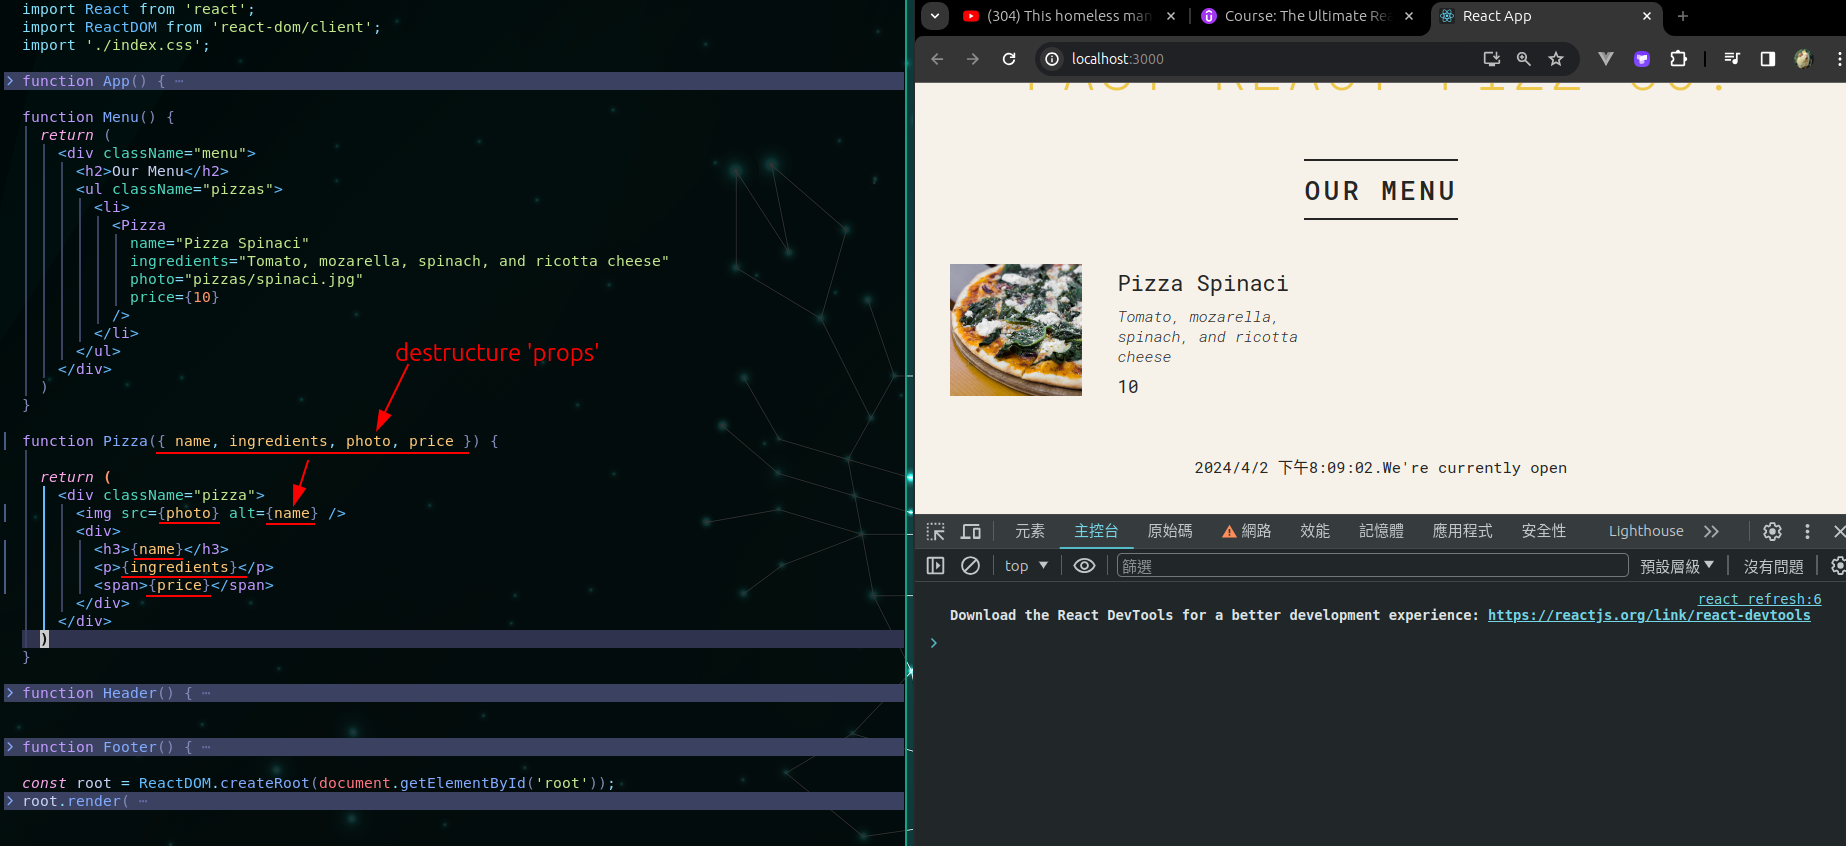 import React from 'react';
import ReactDOM from 'react-dom/client';
import './index.css';
function App() { ⋯
function Menu() {
return (
<div className="menu">
<h2>Our Menu</h2>
<ul className="pizzas">
<li>
<Pizza
name="Pizza Spinaci"
ingredients="Tomato, mozarella, spinach, and ricotta cheese"
photo="pizzas/spinaci.jpg"
price={10}
/>
</li>
</ul>
</div>
)
}
destructure 'props'
function Pizza({ name, ingredients, photo, price }) {
return (
<div className="pizza">
<img src={photo} alt={name} />
<div>
<h3>{name}</h3>
<p>{ingredients}</p>
<span>{price}</span>
</div>
</div>
)
}
function Header() { ⋯
function Footer() { ⋯
const root = ReactDOM.createRoot(document.getElementById('root'));
root.render( ⋯
(304) This homeless man
Course: The Ultimate Re
React App
localhost:3000
OUR MENU
Pizza Spinaci
Tomato, mozarella,
spinach, and ricotta
cheese
10
2024/4/2 下午8:09:02.We're currently open
元素 主控台 原始碼 網路 效能 記憶體 應用程式 安全性 Lighthouse
top 篩選 預設層級 沒有問題
react refresh:6
Download the React DevTools for a better development experience: https://reactjs.org/link/react-devtools